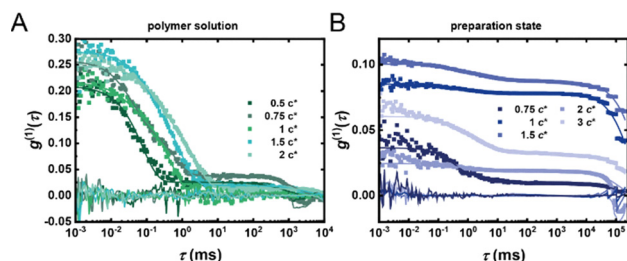 A
polymer solution
g⁽¹⁾(τ)
0.30
0.25
0.20
0.15
0.10
0.05
0.00
-0.05
0.5 c*
0.75 c*
1 c*
1.5 c*
2 c*
10⁻³ 10⁻² 10⁻¹ 10⁰ 10¹ 10² 10³ 10⁴
τ (ms)
B
preparation state
g⁽¹⁾(τ)
0.10
0.05
0.00
0.75 c* 2 c*
1 c* 3 c*
1.5 c*
10⁻³ 10⁻² 10⁻¹ 10⁰ 10¹ 10² 10³ 10⁴ 10⁵
τ (ms)